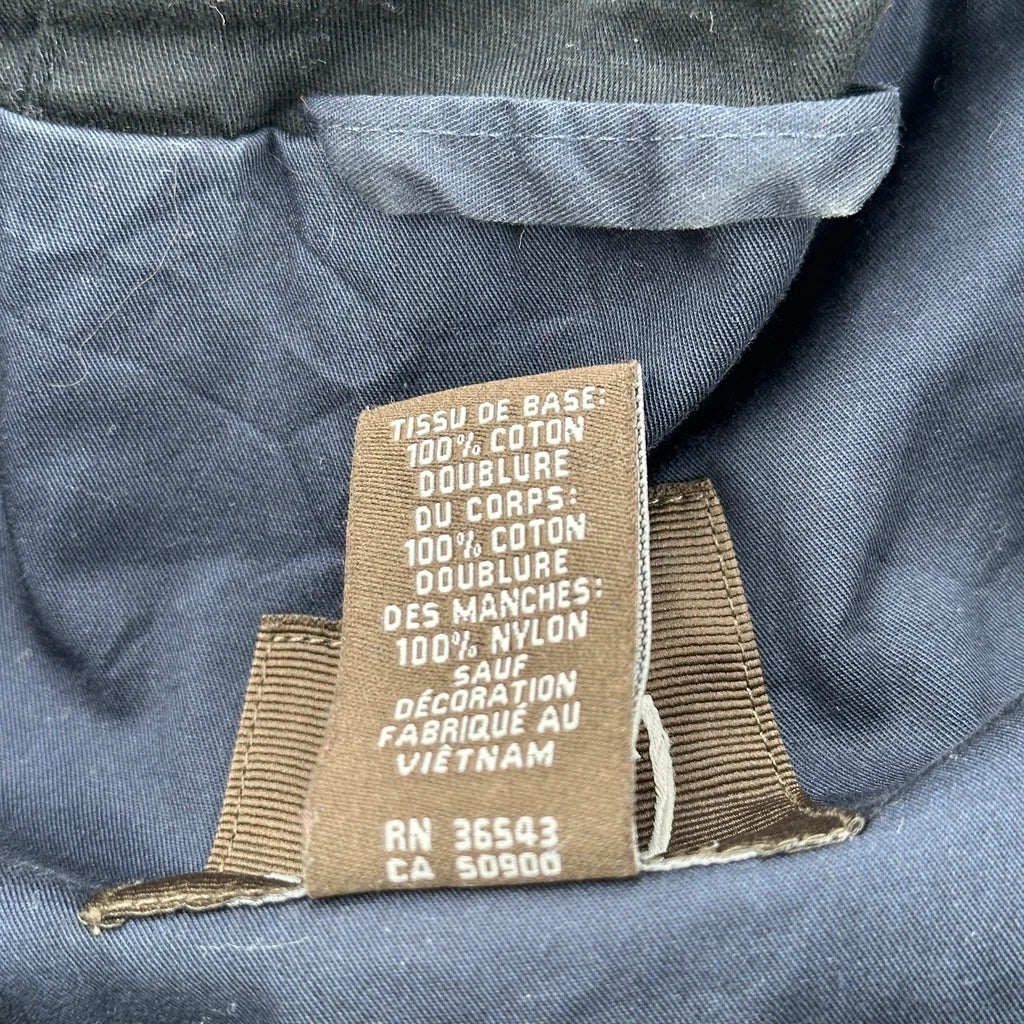 TISSU DE BASE:
100% COTON
DOUBLURE
DU CORPS:
100% COTON
DOUBLURE
DES MANCHES:
100% NYLON
SAUF
DÉCORATION
FABRIQUÉ AU
VIÊTNAM
RN 36543
CA 50900